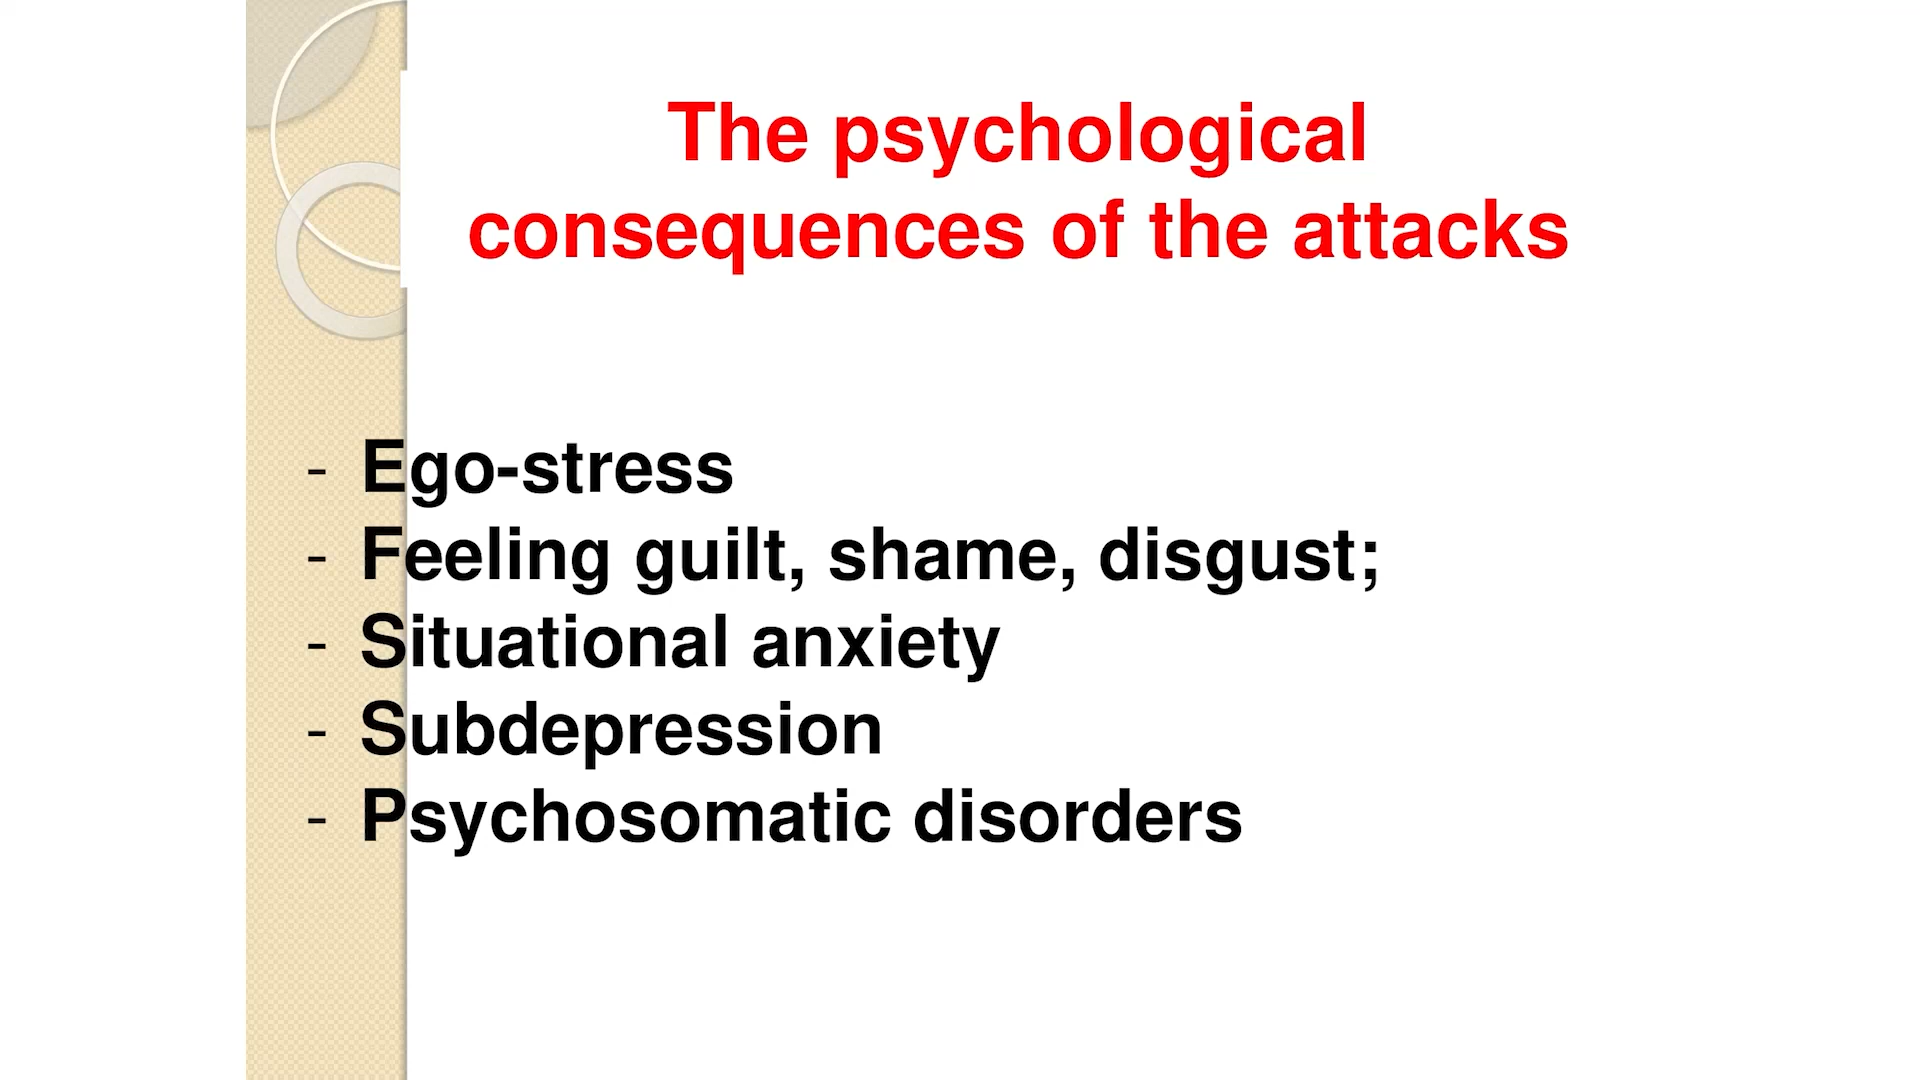 The psychological
consequences of the attacks
- Ego-stress
- Feeling guilt, shame, disgust;
- Situational anxiety
- Subdepression
- Psychosomatic disorders